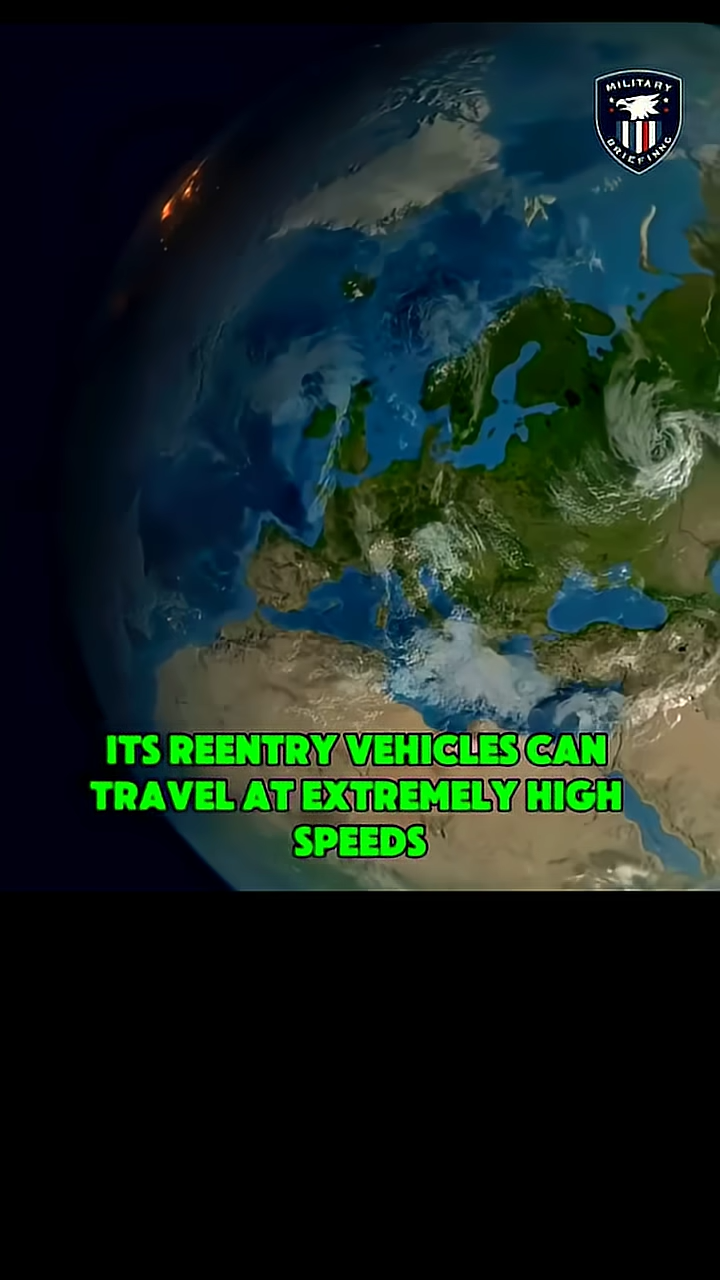 MILITARY
BRIEFING
ITS REENTRY VEHICLES CAN
TRAVEL AT EXTREMELY HIGH
SPEEDS